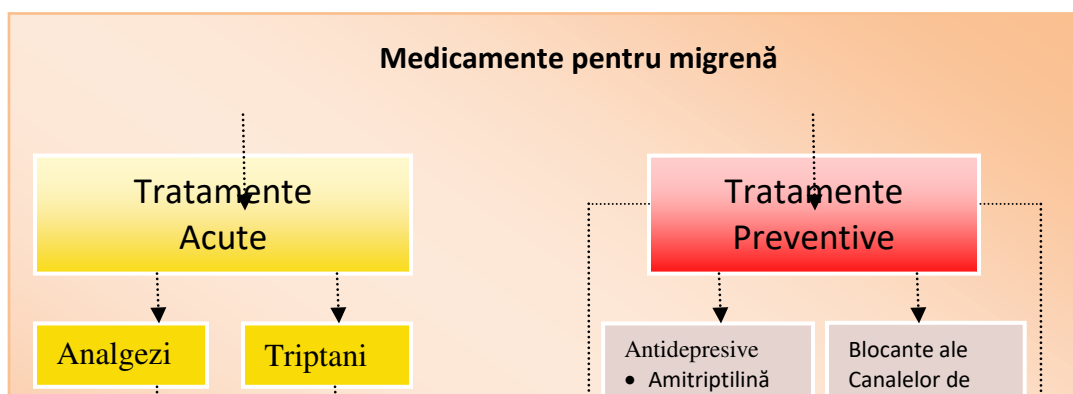 Medicamente pentru migrenă
Tratamente
Acute
Tratamente
Preventive
Analgezi
Triptani
Antidepresive
• Amitriptilină
Blocante ale
Canalelor de